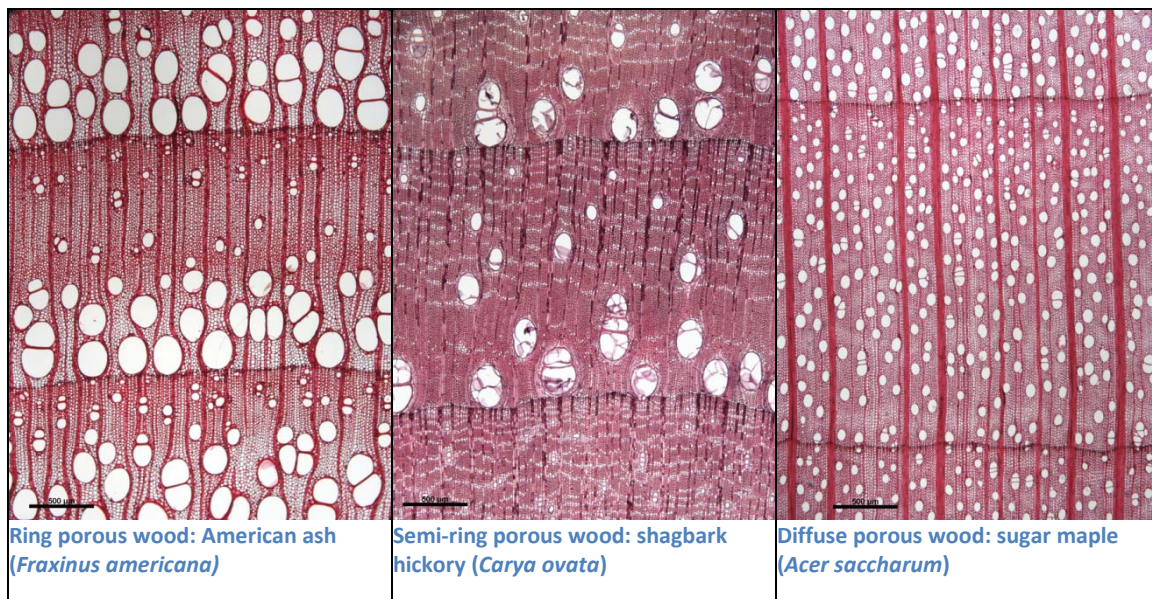 500 µm
500 µm
500 µm
Ring porous wood: American ash
(Fraxinus americana)
Semi-ring porous wood: shagbark
hickory (Carya ovata)
Diffuse porous wood: sugar maple
(Acer saccharum)